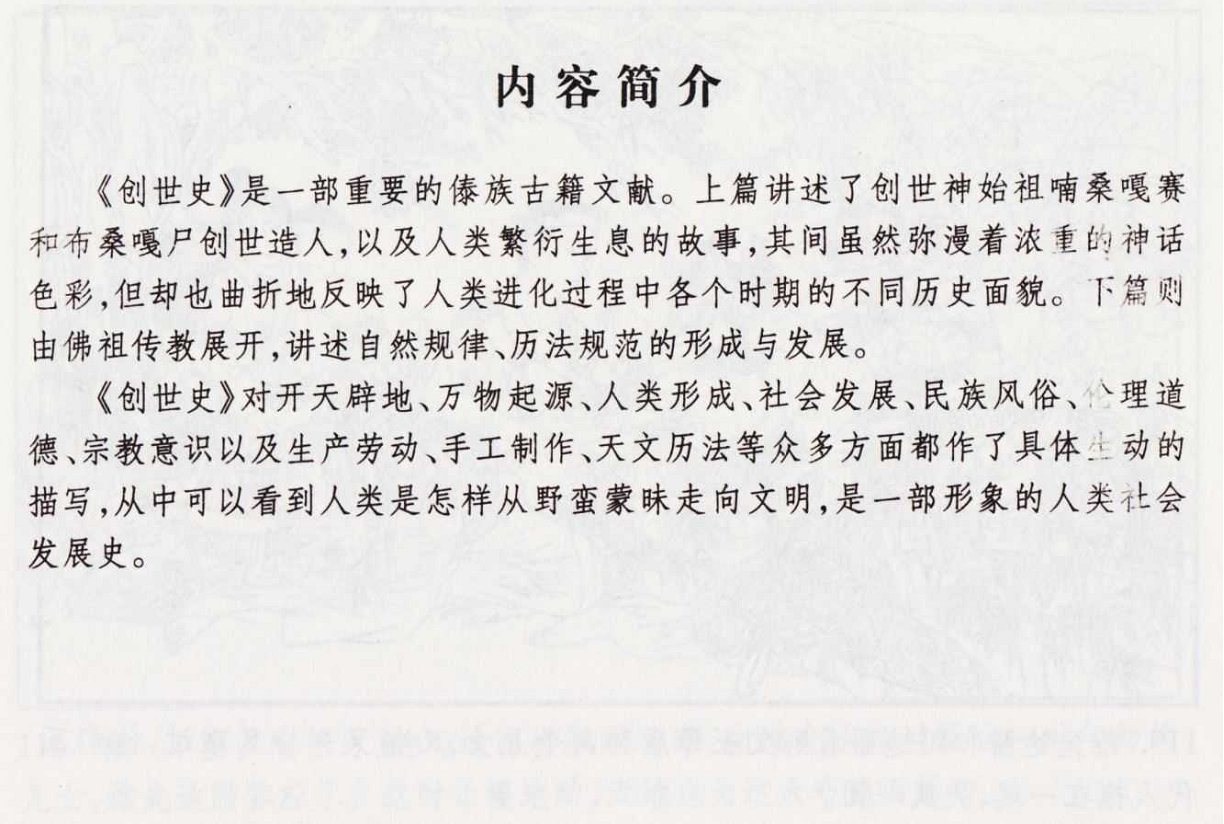 内容简介
《创世史》是一部重要的傣族古籍文献。上篇讲述了创世神始祖喃桑嘎赛
和布桑嘎尸创世造人,以及人类繁衍生息的故事,其间虽然弥漫着浓重的神话
色彩,但却也曲折地反映了人类进化过程中各个时期的不同历史面貌。下篇则
由佛祖传教展开,讲述自然规律、历法规范的形成与发展。
《创世史》对开天辟地、万物起源、人类形成、社会发展、民族风俗、伦理道
德、宗教意识以及生产劳动、手工制作、天文历法等众多方面都作了具体生动的
描写,从中可以看到人类是怎样从野蛮蒙昧走向文明,是一部形象的人类社会
发展史。